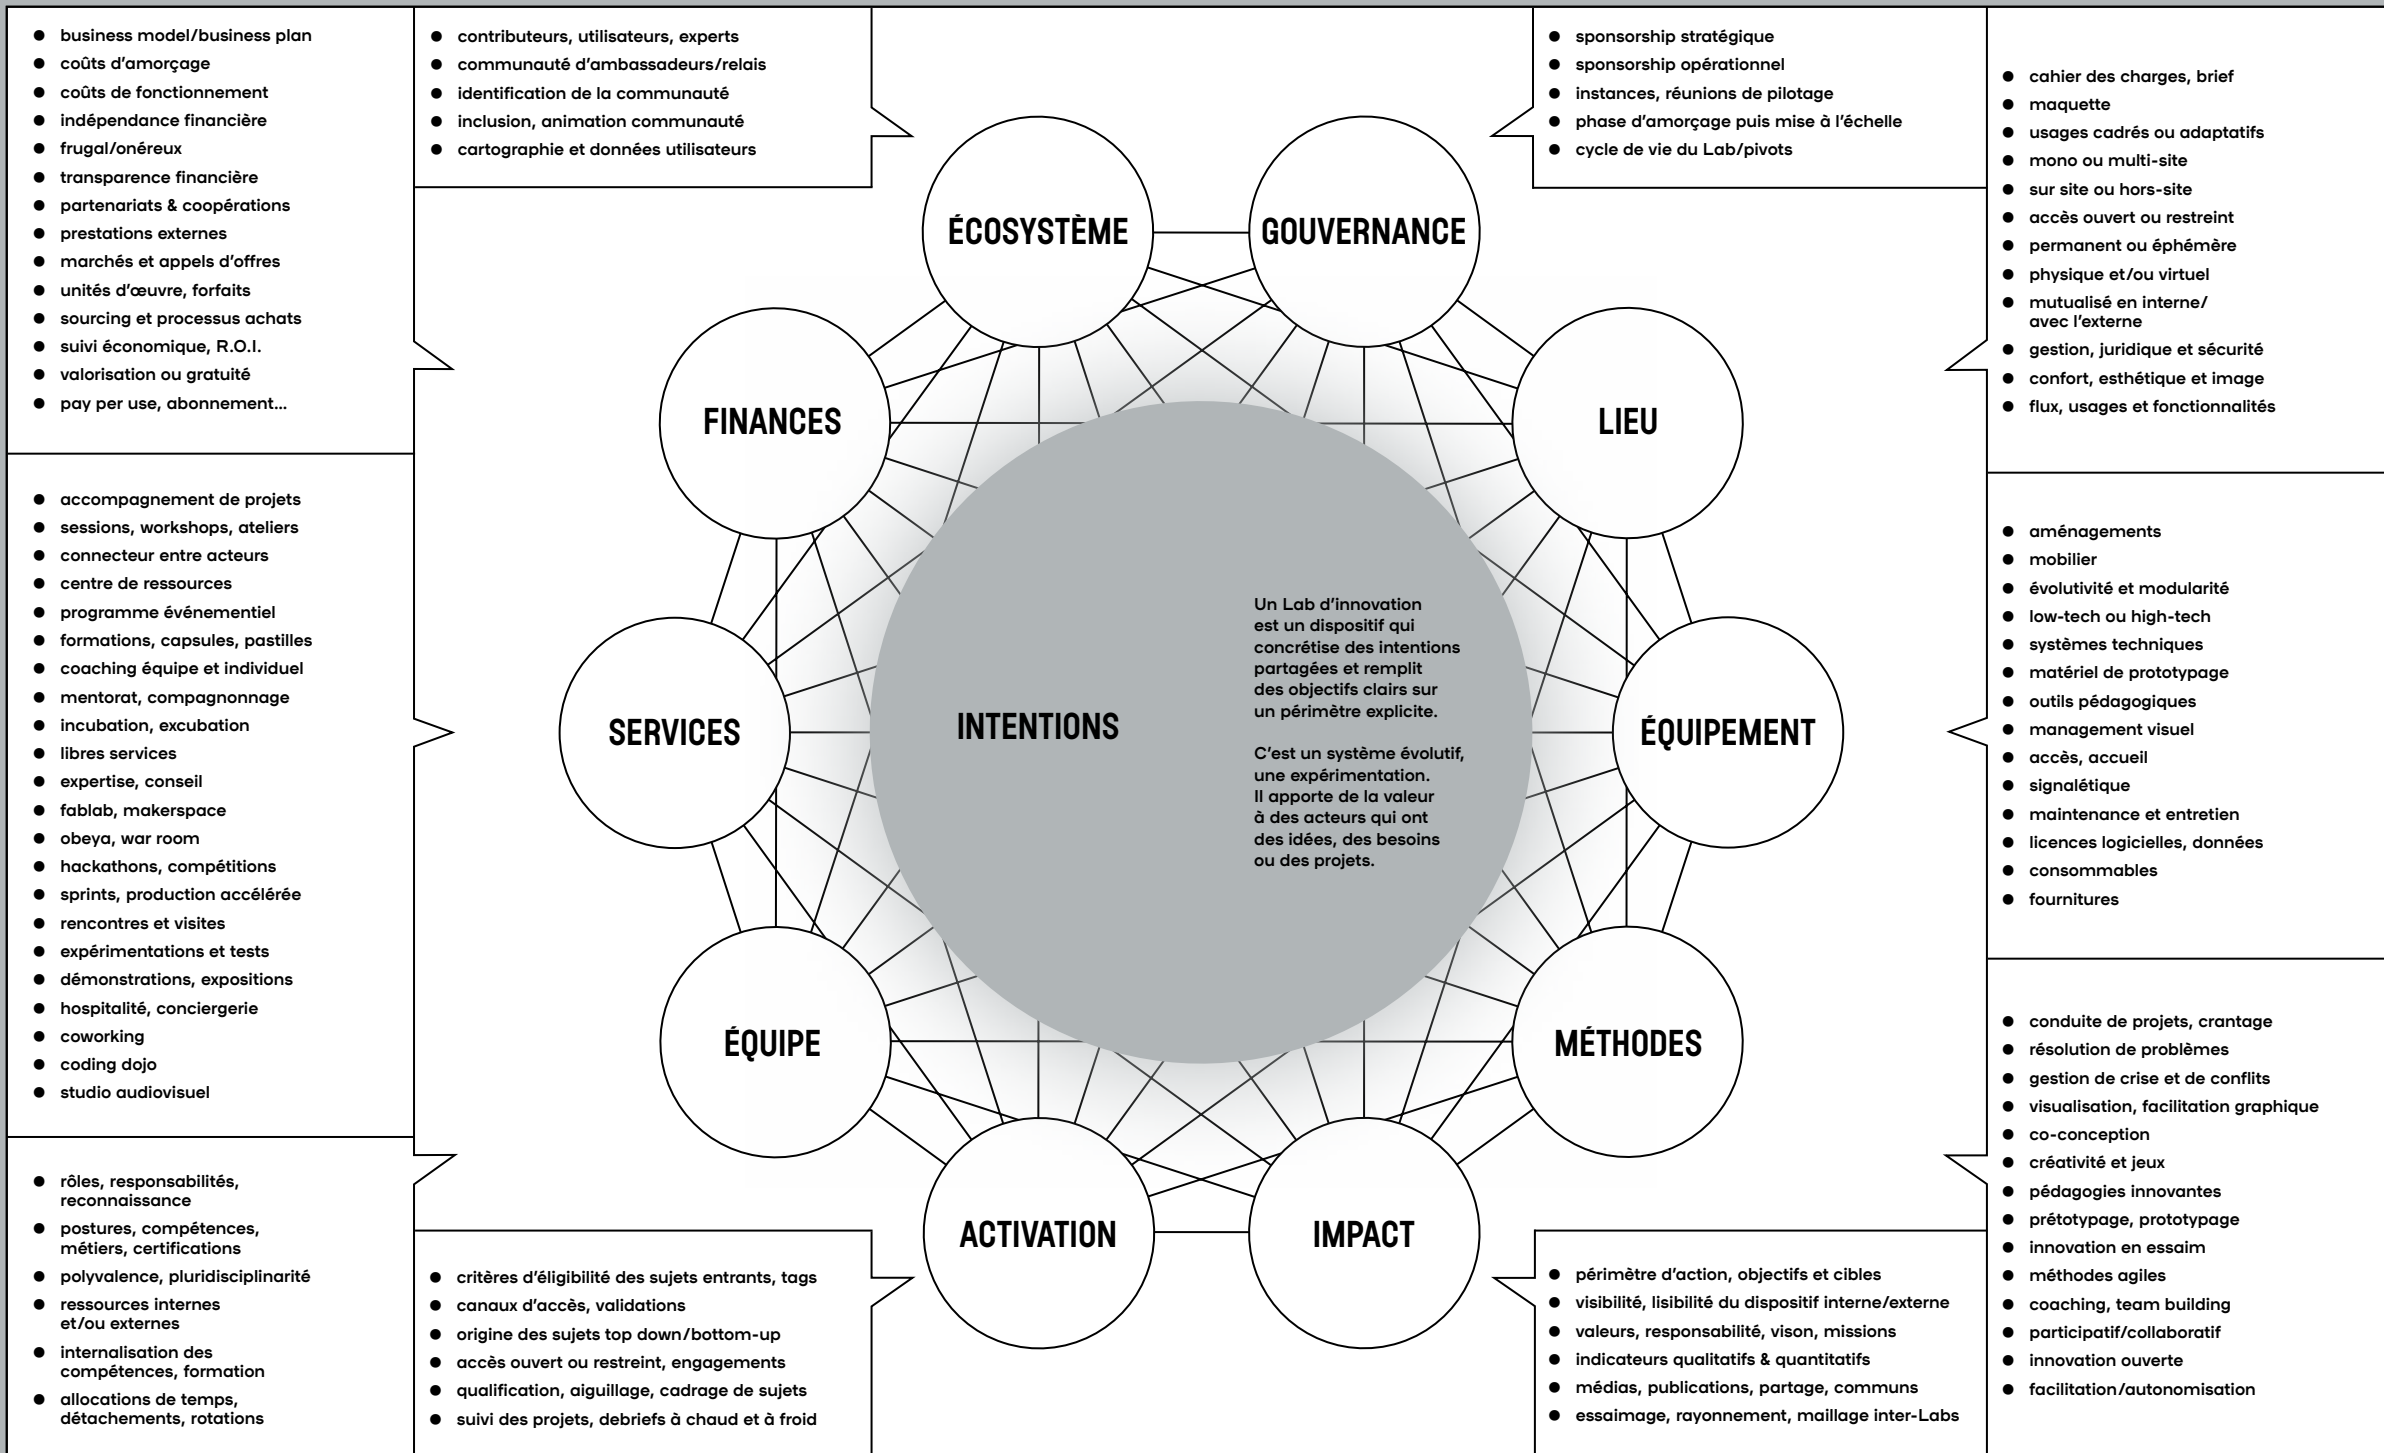 business model/business plan
coûts d’amorçage
coûts de fonctionnement
indépendance financière
frugal/onéreux
transparence financière
partenariats & coopérations
prestations externes
marchés et appels d’offres
unités d’œuvre, forfaits
sourcing et processus achats
suivi économique, R.O.I.
valorisation ou gratuité
pay per use, abonnement...
contributeurs, utilisateurs, experts
communauté d’ambassadeurs/relais
identification de la communauté
inclusion, animation communauté
cartographie et données utilisateurs
sponsorship stratégique
sponsorship opérationnel
instances, réunions de pilotage
phase d’amorçage puis mise à l’échelle
cycle de vie du Lab/pivots
cahier des charges, brief
maquette
usages cadrés ou adaptatifs
mono ou multi-site
sur site ou hors-site
accès ouvert ou restreint
permanent ou éphémère
physique et/ou virtuel
mutualisé en interne/
avec l’externe
gestion, juridique et sécurité
confort, esthétique et image
flux, usages et fonctionnalités
ÉCOSYSTÈME
GOUVERNANCE
FINANCES
LIEU
SERVICES
INTENTIONS
Un Lab d’innovation
est un dispositif qui
concrétise des intentions
partagées et remplit
des objectifs clairs sur
un périmètre explicite.
C’est un système évolutif,
une expérimentation.
Il apporte de la valeur
à des acteurs qui ont
des idées, des besoins
ou des projets.
ÉQUIPEMENT
ÉQUIPE
MÉTHODES
ACTIVATION
IMPACT
accompagnement de projets
sessions, workshops, ateliers
connecteur entre acteurs
centre de ressources
programme événementiel
formations, capsules, pastilles
coaching équipe et individuel
mentorat, compagnonnage
incubation, excubation
libres services
expertise, conseil
fablab, makerspace
obeya, war room
hackathons, compétitions
sprints, production accélérée
rencontres et visites
expérimentations et tests
démonstrations, expositions
hospitalité, conciergerie
coworking
coding dojo
studio audiovisuel
aménagements
mobilier
évolutivité et modularité
low-tech ou high-tech
systèmes techniques
matériel de prototypage
outils pédagogiques
management visuel
accès, accueil
signalétique
maintenance et entretien
licences logicielles, données
consommables
fournitures
rôles, responsabilités,
reconnaissance
postures, compétences,
métiers, certifications
polyvalence, pluridisciplinarité
ressources internes
et/ou externes
internalisation des
compétences, formation
allocations de temps,
détachements, rotations
critères d’éligibilité des sujets entrants, tags
canaux d’accès, validations
origine des sujets top down/bottom-up
accès ouvert ou restreint, engagements
qualification, aiguillage, cadrage de sujets
suivi des projets, debriefs à chaud et à froid
périmètre d’action, objectifs et cibles
visibilité, lisibilité du dispositif interne/externe
valeurs, responsabilité, vison, missions
indicateurs qualitatifs & quantitatifs
médias, publications, partage, communs
essaimage, rayonnement, maillage inter-Labs
conduite de projets, crantage
résolution de problèmes
gestion de crise et de conflits
visualisation, facilitation graphique
co-conception
créativité et jeux
pédagogies innovantes
prétotypage, prototypage
innovation en essaim
méthodes agiles
coaching, team building
participatif/collaboratif
innovation ouverte
facilitation/autonomisation